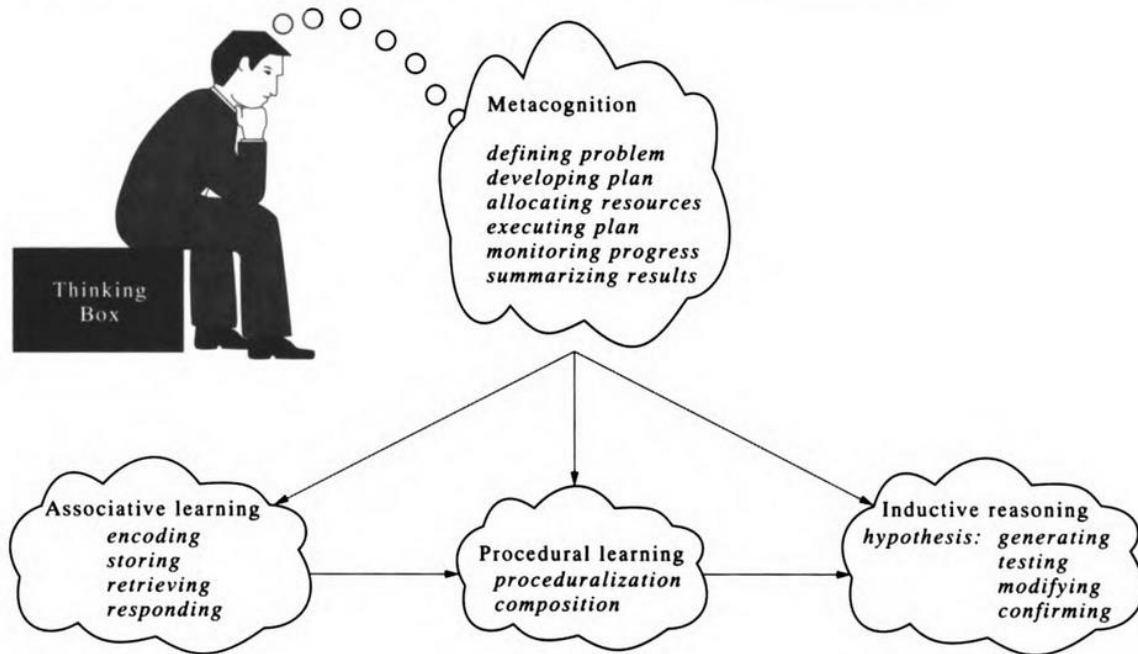 Metacognition
defining problem
developing plan
allocating resources
executing plan
monitoring progress
summarizing results
Thinking
Box
Associative learning
encoding
storing
retrieving
responding
Procedural learning
proceduralization
composition
Inductive reasoning
hypothesis: generating
testing
modifying
confirming